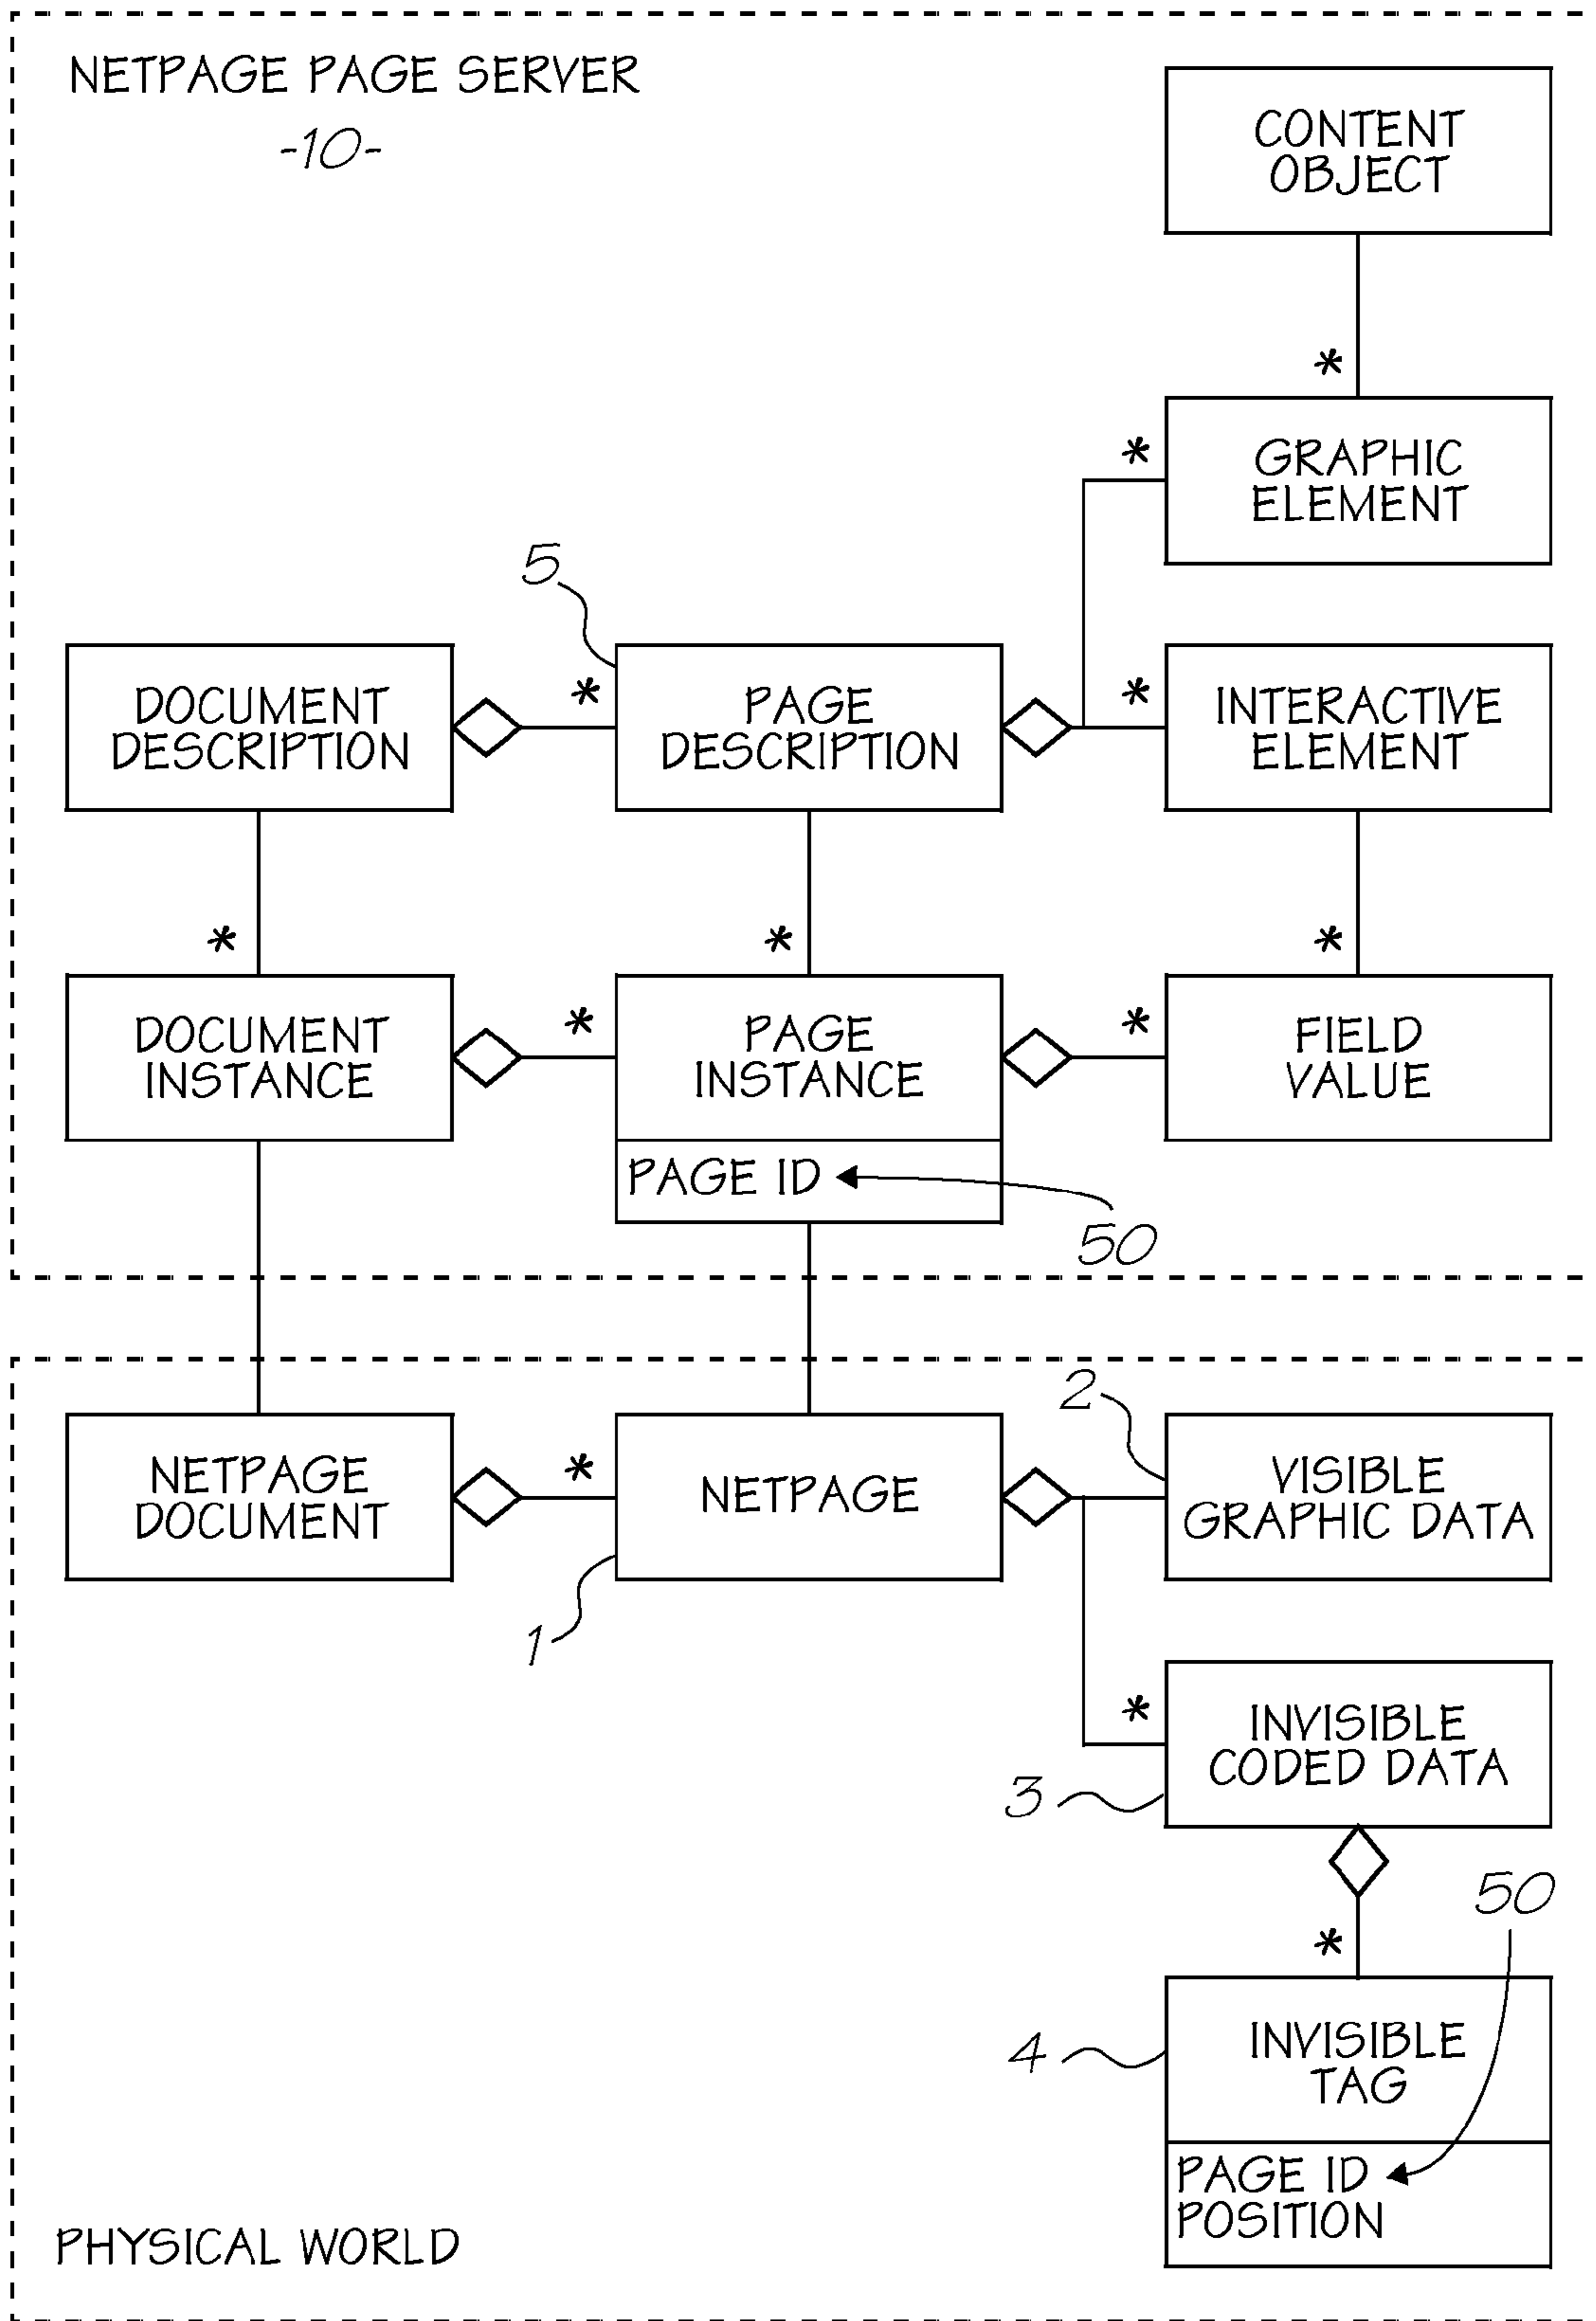 NETPAGE PAGE SERVER
-10-
CONTENT
OBJECT
*
*
GRAPHIC
ELEMENT
5
DOCUMENT
DESCRIPTION
*
PAGE
DESCRIPTION
*
INTERACTIVE
ELEMENT
*
*
*
DOCUMENT
INSTANCE
*
PAGE
INSTANCE
*
FIELD
VALUE
PAGE ID
50
2
NETPAGE
DOCUMENT
*
NETPAGE
VISIBLE
GRAPHIC DATA
1
*
INVISIBLE
CODED DATA
3
50
*
4
INVISIBLE
TAG
PAGE ID
POSITION
PHYSICAL WORLD